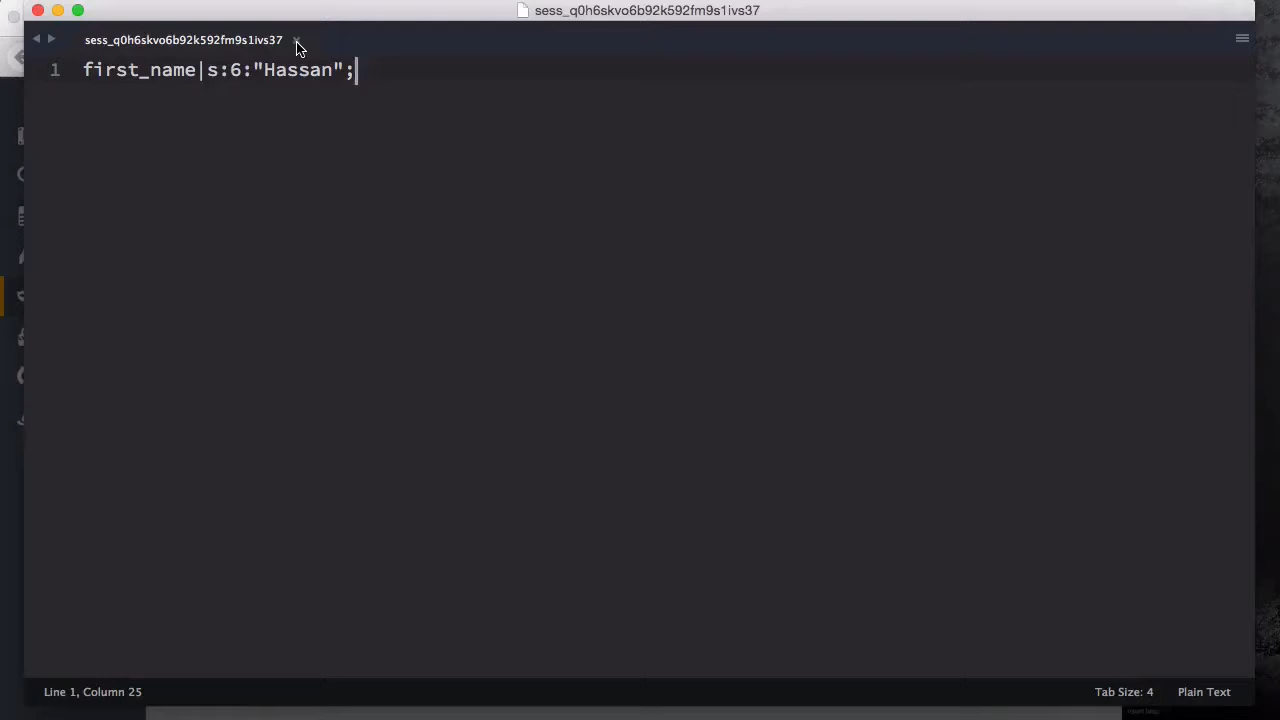 sess_q0h6skvo6b92k592fm9s1ivs37
sess_q0h6skvo6b92k592fm9s1ivs37
1 first_name|s:6:"Hassan";
Line 1, Column 25
Tab Size: 4
Plain Text